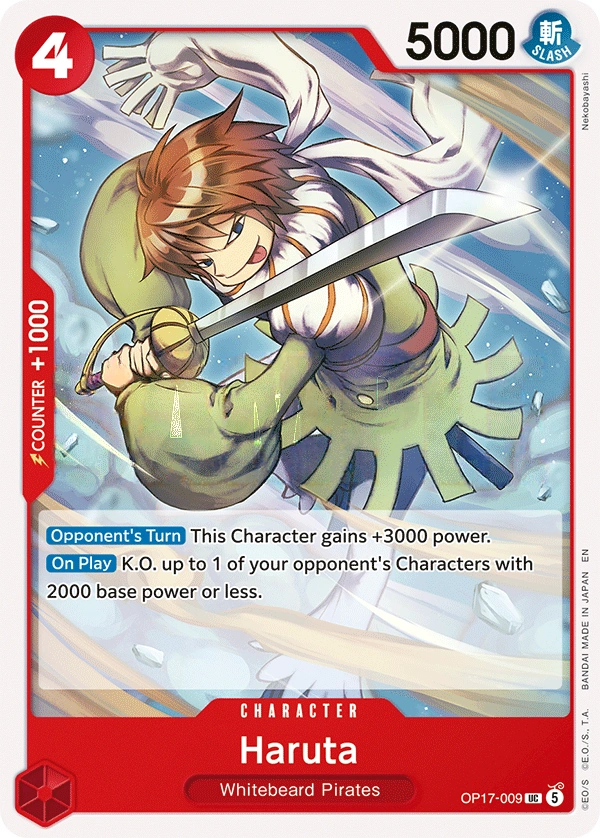 4
5000
斬
SLASH
Nekobayashi
COUNTER +1000
Opponent's Turn This Character gains +3000 power.
On Play K.O. up to 1 of your opponent's Characters with
2000 base power or less.
CHARACTER
Haruta
Whitebeard Pirates
OP17-009 UC 5
©E.O/S ©E.O./S., T.A. BANDAI MADE IN JAPAN EN